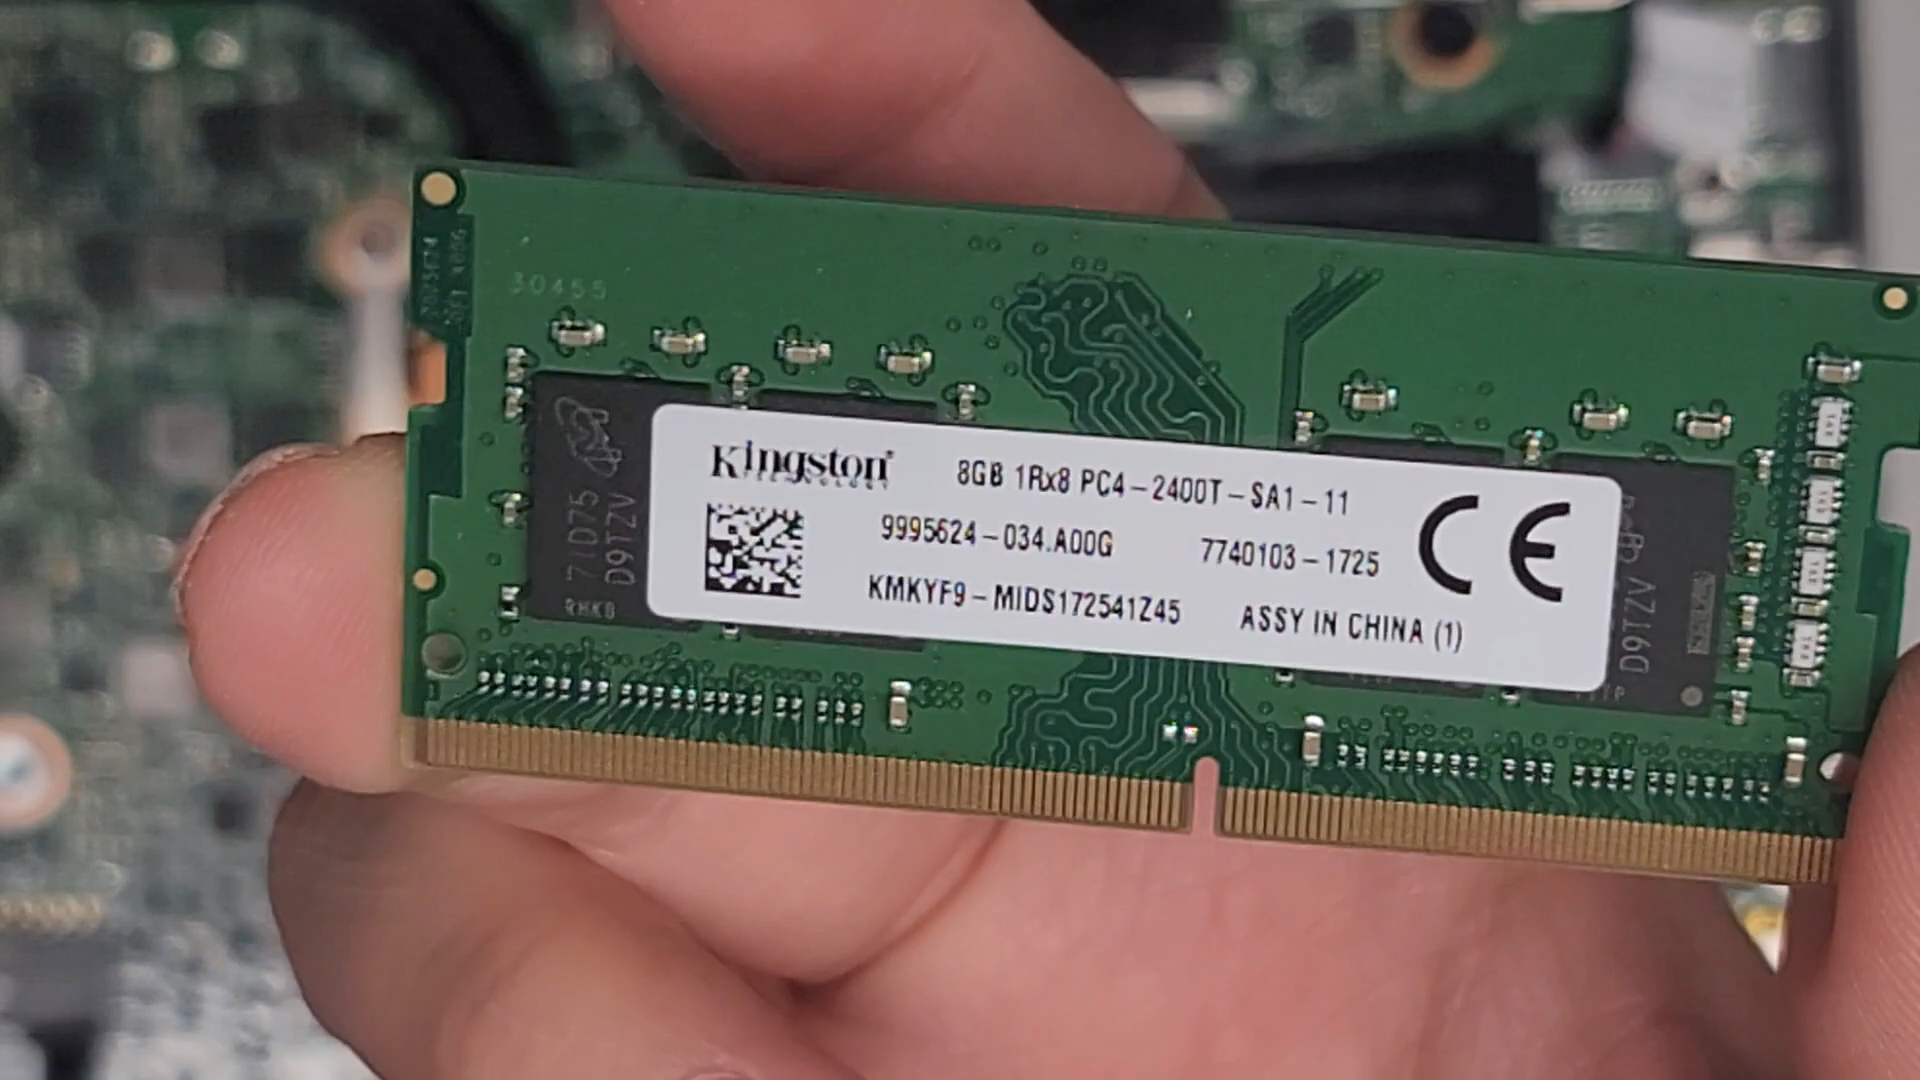 30455
Kingston
TECHNOLOGY
8GB 1Rx8 PC4-2400T-SA1-11
9995624-034.A00G
7740103-1725
KMKYF9-MIDS172541Z45
ASSY IN CHINA (1)
CE
7ID75
D9TZV